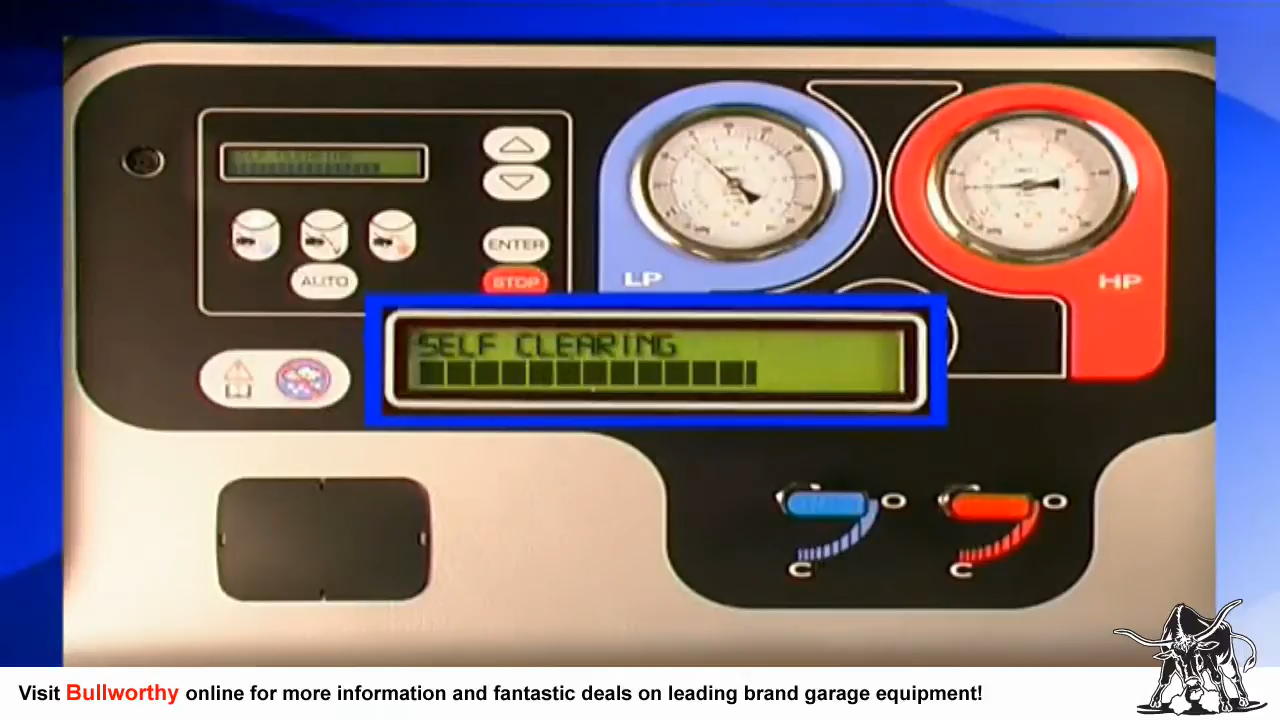 ENTER
AUTO
STOP
LP
HP
SELF CLEARING
O
O
C
C
Visit Bullworthy online for more information and fantastic deals on leading brand garage equipment!